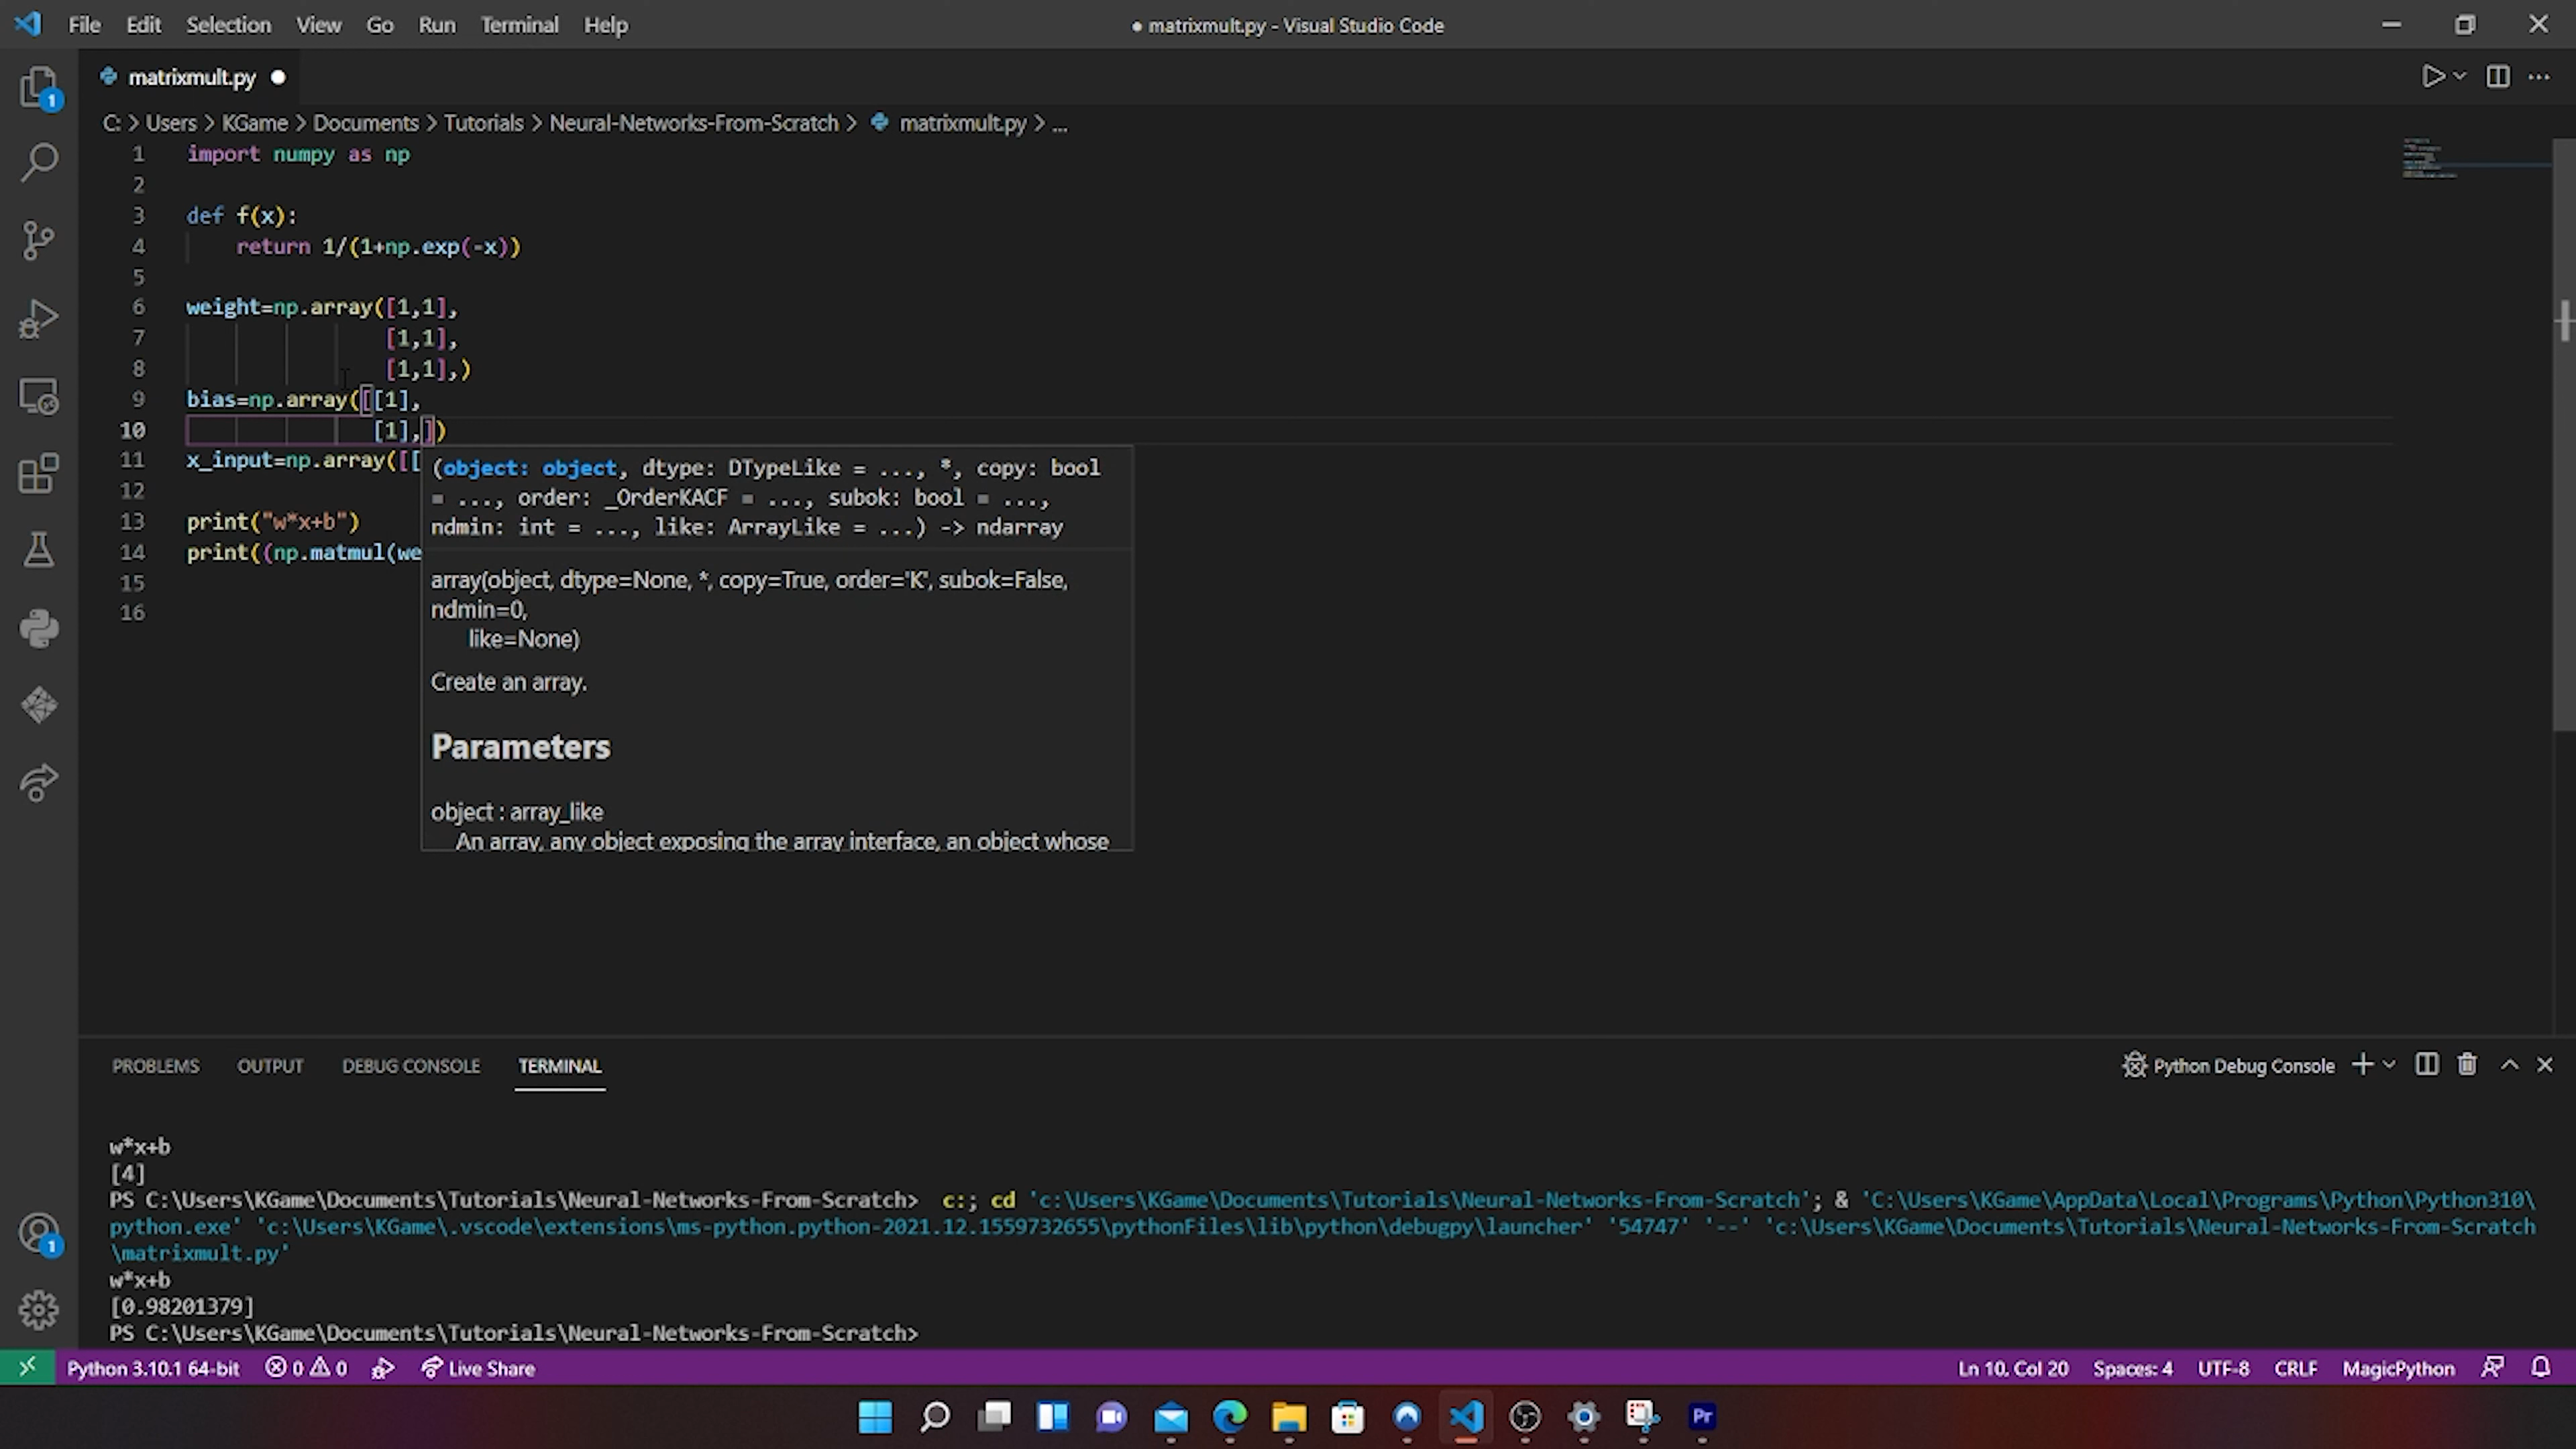 File Edit Selection View Go Run Terminal Help
● matrixmult.py - Visual Studio Code
matrixmult.py ●
C: > Users > KGame > Documents > Tutorials > Neural-Networks-From-Scratch > matrixmult.py > ...
1 import numpy as np
2
3 def f(x):
4     return 1/(1+np.exp(-x))
5
6 weight=np.array([1,1],
7                 [1,1],
8                 [1,1],)
9 bias=np.array([[1],
10                [1],])
11 x_input=np.array([[
12
13 print("w*x+b")
14 print((np.matmul(we
15
16
(object: object, dtype: DTypeLike = ..., *, copy: bool
= ..., order: _OrderKACF = ..., subok: bool = ...,
ndmin: int = ..., like: ArrayLike = ...) -> ndarray
array(object, dtype=None, *, copy=True, order='K', subok=False,
ndmin=0,
like=None)
Create an array.
Parameters
object : array_like
An array, any object exposing the array interface, an object whose
PROBLEMS OUTPUT DEBUG CONSOLE TERMINAL
Python Debug Console
w*x+b
[4]
PS C:\Users\KGame\Documents\Tutorials\Neural-Networks-From-Scratch>  c:; cd 'c:\Users\KGame\Documents\Tutorials\Neural-Networks-From-Scratch'; & 'C:\Users\KGame\AppData\Local\Programs\Python\Python310\
python.exe' 'c:\Users\KGame\.vscode\extensions\ms-python.python-2021.12.1559732655\pythonFiles\lib\python\debugpy\launcher' '54747' '--' 'c:\Users\KGame\Documents\Tutorials\Neural-Networks-From-Scratch
\matrixmult.py'
w*x+b
[0.98201379]
PS C:\Users\KGame\Documents\Tutorials\Neural-Networks-From-Scratch>
1
1
Python 3.10.1 64-bit 0 0 Live Share
Ln 10, Col 20 Spaces: 4 UTF-8 CRLF MagicPython
Pr